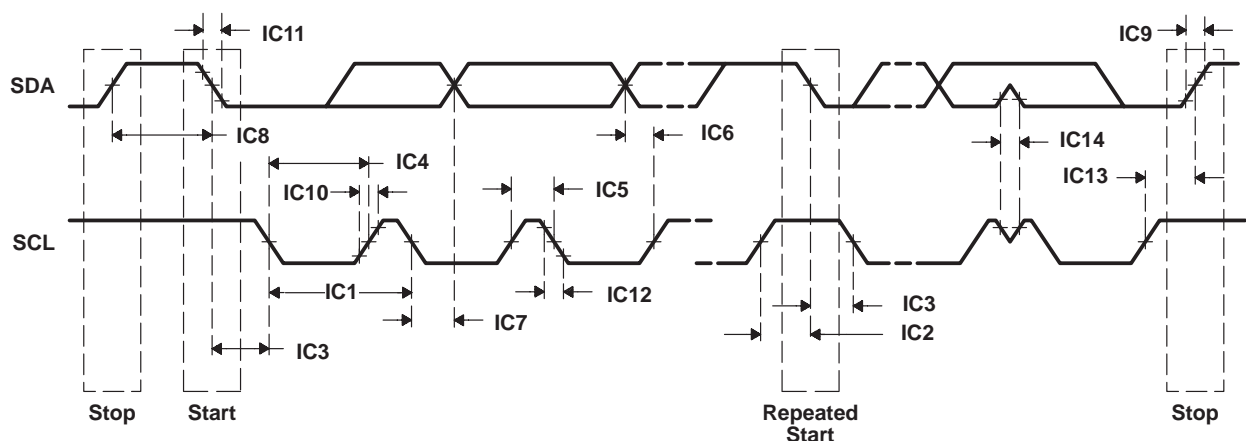 IC11
IC9
SDA
IC8
IC6
IC14
IC4
IC10
IC5
IC13
SCL
IC1
IC12
IC7
IC3
IC3
IC2
Stop
Start
Repeated
Start
Stop